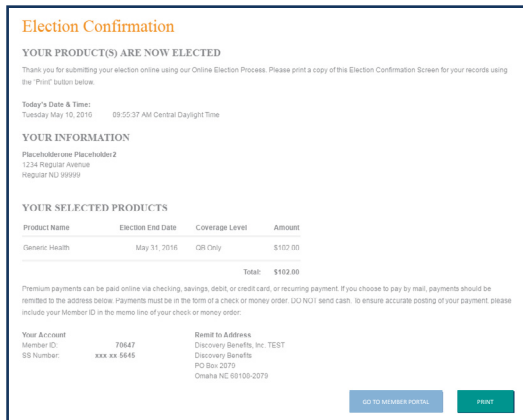 Election Confirmation
YOUR PRODUCT(S) ARE NOW ELECTED
Thank you for submitting your election online using our Online Election Process. Please print a copy of this Election Confirmation Screen for your records using
the "Print" button below.
Today's Date & Time:
Tuesday May 10, 2016 09:55:37 AM Central Daylight Time
YOUR INFORMATION
Placeholderone Placeholder2
1234 Regular Avenue
Regular ND 99999
YOUR SELECTED PRODUCTS
Product Name Election End Date Coverage Level Amount
Generic Health May 31, 2016 QB Only $102.00
Total: $102.00
Premium payments can be paid online via checking, savings, debit, or credit card, or recurring payment. If you choose to pay by mail, payments should be
remitted to the address below. Payments must be in the form of a check or money order. DO NOT send cash. To ensure accurate posting of your payment, please
include your Member ID in the memo line of your check or money order:
Your Account Remit to Address
Member ID: 70647 Discovery Benefits, Inc. TEST
SS Number: xxx-xx-5645 Discovery Benefits
PO Box 2079
Omaha NE 68108-2079
GO TO MEMBER PORTAL PRINT